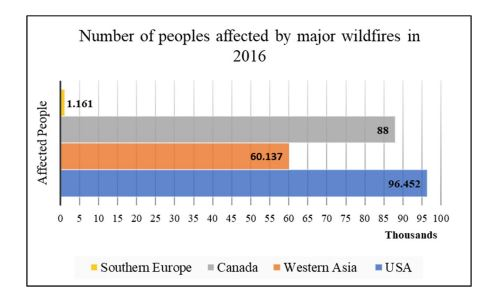 Number of peoples affected by major wildfires in
2016
Affected People
1.161
88
60.137
96.452
0 5 10 15 20 25 30 35 40 45 50 55 60 65 70 75 80 85 90 95 100
Thousands
Southern Europe Canada Western Asia USA